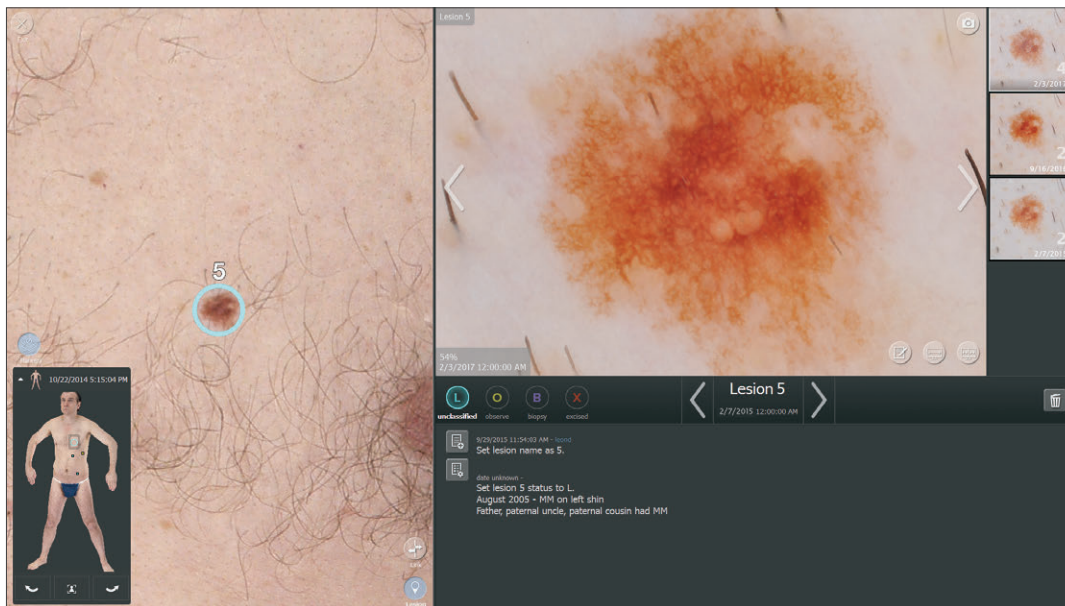 Lesion 5
5
10/22/2014 5:15:04 PM
54%
2/3/2017 12:00:00 AM
4
2/3/2017
2
2
2/7/2015
L
O
B
X
unclassified
observe
biopsy
excised
Lesion 5
2/7/2015 12:00:00 AM
9/29/2015 11:54:03 AM -
Set lesion name as 5.
date unknown -
Set lesion 5 status to L.
August 2005 - MM on left shin
Father, paternal uncle, paternal cousin had MM